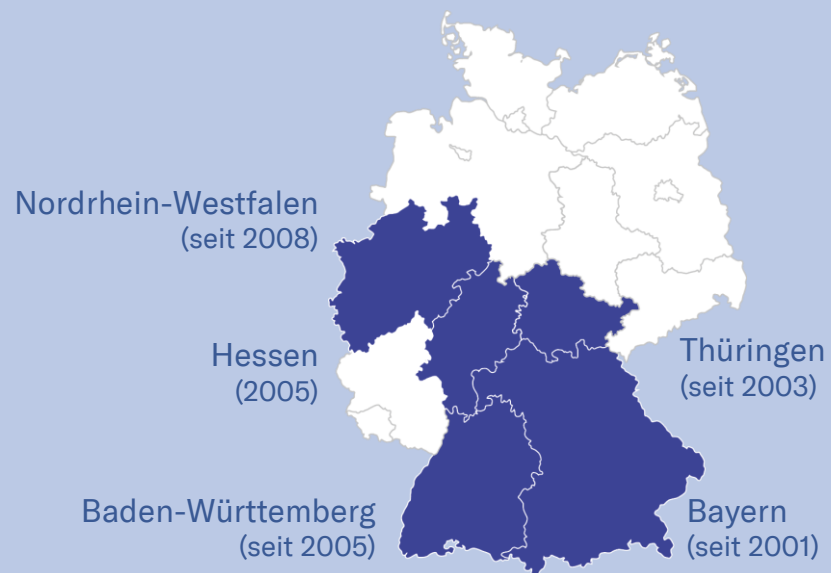 Nordrhein-Westfalen
(seit 2008)
Hessen
(2005)
Thüringen
(seit 2003)
Baden-Württemberg
(seit 2005)
Bayern
(seit 2001)